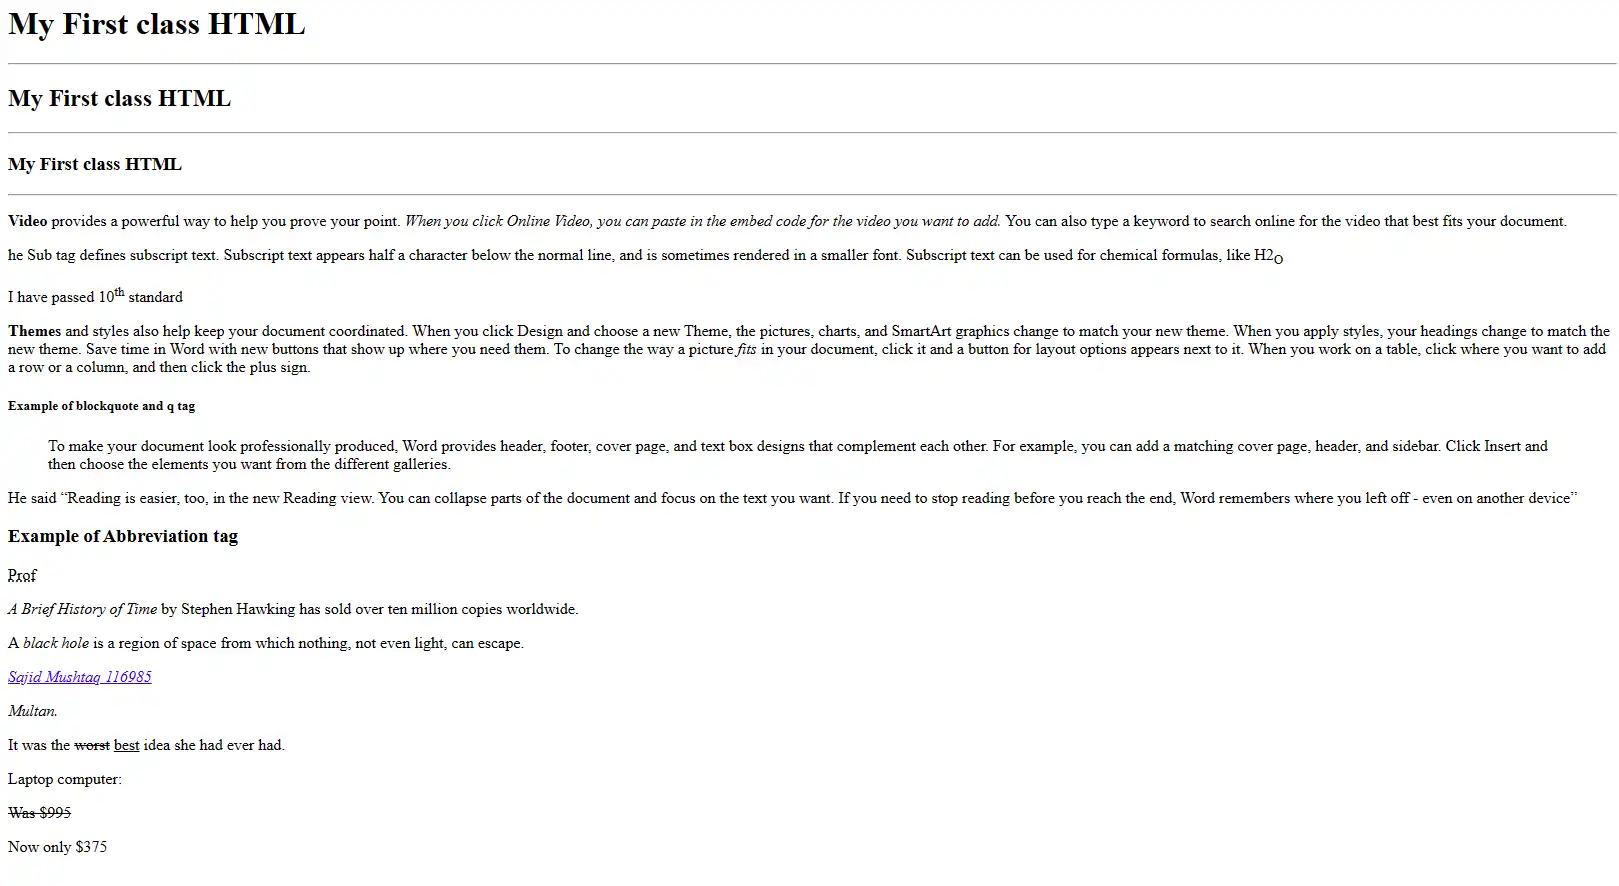 My First class HTML
My First class HTML
My First class HTML
Video provides a powerful way to help you prove your point. When you click Online Video, you can paste in the embed code for the video you want to add. You can also type a keyword to search online for the video that best fits your document.
he Sub tag defines subscript text. Subscript text appears half a character below the normal line, and is sometimes rendered in a smaller font. Subscript text can be used for chemical formulas, like H2O
I have passed 10th standard
Themes and styles also help keep your document coordinated. When you click Design and choose a new Theme, the pictures, charts, and SmartArt graphics change to match your new theme. When you apply styles, your headings change to match the
new theme. Save time in Word with new buttons that show up where you need them. To change the way a picture fits in your document, click it and a button for layout options appears next to it. When you work on a table, click where you want to add
a row or a column, and then click the plus sign.
Example of blockquote and q tag
To make your document look professionally produced, Word provides header, footer, cover page, and text box designs that complement each other. For example, you can add a matching cover page, header, and sidebar. Click Insert and
then choose the elements you want from the different galleries.
He said “Reading is easier, too, in the new Reading view. You can collapse parts of the document and focus on the text you want. If you need to stop reading before you reach the end, Word remembers where you left off - even on another device”
Example of Abbreviation tag
Prof
A Brief History of Time by Stephen Hawking has sold over ten million copies worldwide.
A black hole is a region of space from which nothing, not even light, can escape.
Sajid Mushtaq 116985
Multan.
It was the worst best idea she had ever had.
Laptop computer:
Was $995
Now only $375